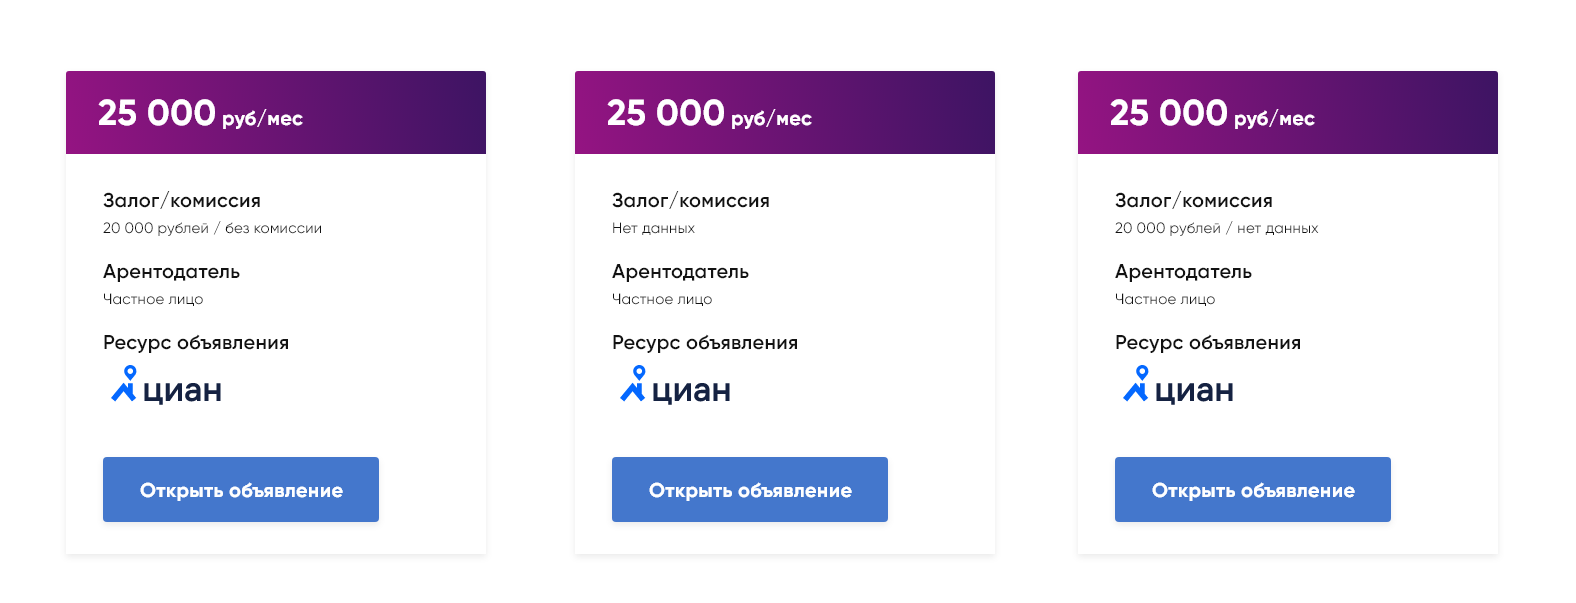 25 000 руб/мес
Залог/комиссия
20 000 рублей / без комиссии
Арентодатель
Частное лицо
Ресурс объявления
циан
Открыть объявление
25 000 руб/мес
Залог/комиссия
Нет данных
Арентодатель
Частное лицо
Ресурс объявления
циан
Открыть объявление
25 000 руб/мес
Залог/комиссия
20 000 рублей / нет данных
Арентодатель
Частное лицо
Ресурс объявления
циан
Открыть объявление